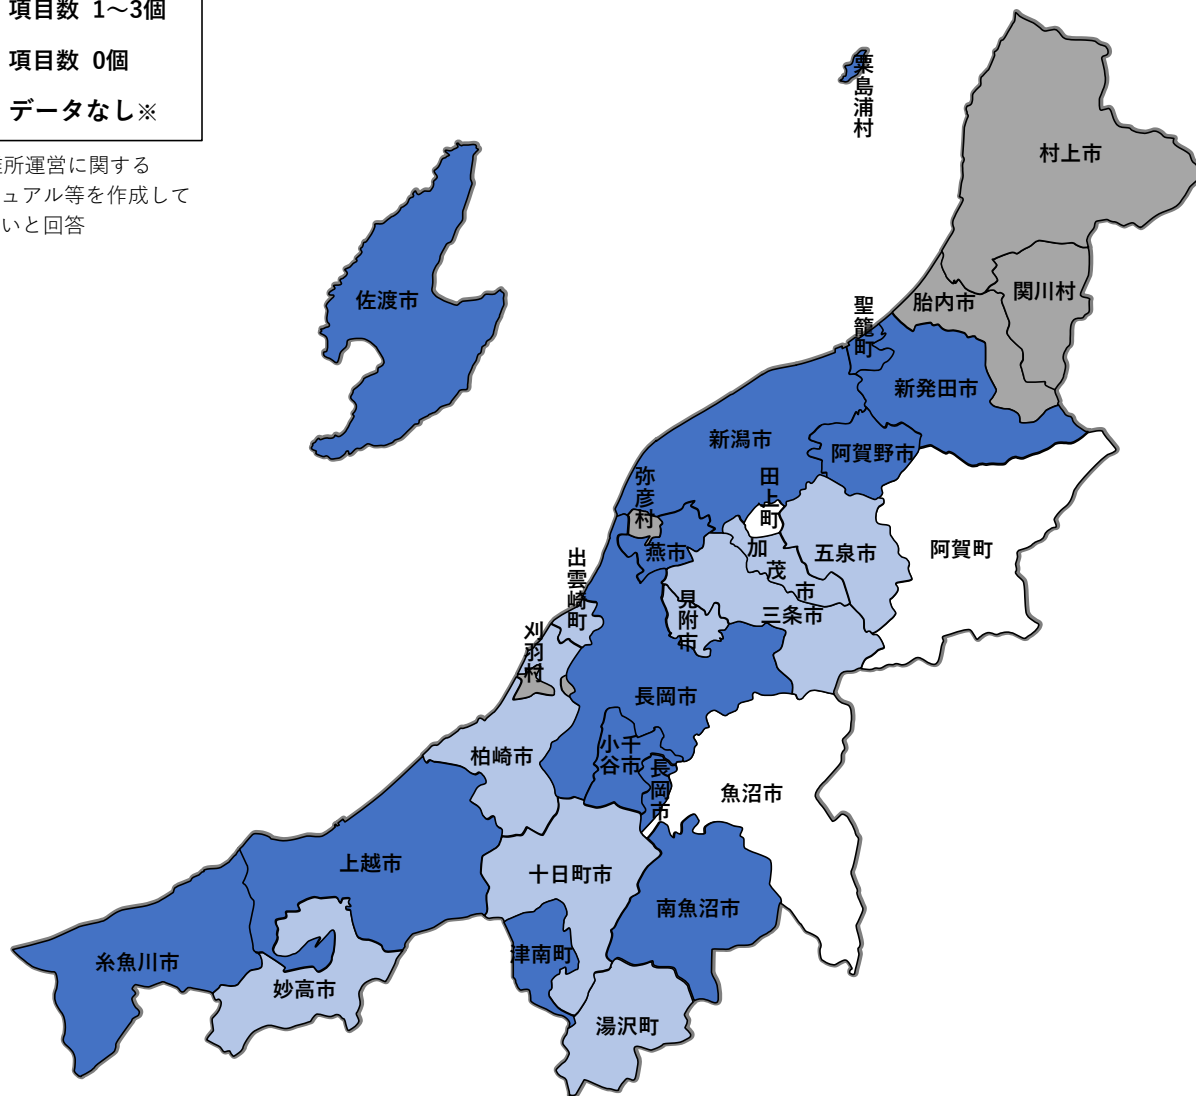 項目数 1～3個
項目数 0個
データなし※
所運営に関する
ュアル等を作成して
いと回答
粟島浦村
村上市
関川村
胎内市
佐渡市
聖籠町
新発田市
新潟市
阿賀野市
弥彦村
田上町
燕市
加茂市
五泉市
阿賀町
出雲崎町
見附市
三条市
刈羽村
長岡市
小千谷市
長岡市
柏崎市
魚沼市
上越市
十日町市
南魚沼市
糸魚川市
津南町
妙高市
湯沢町